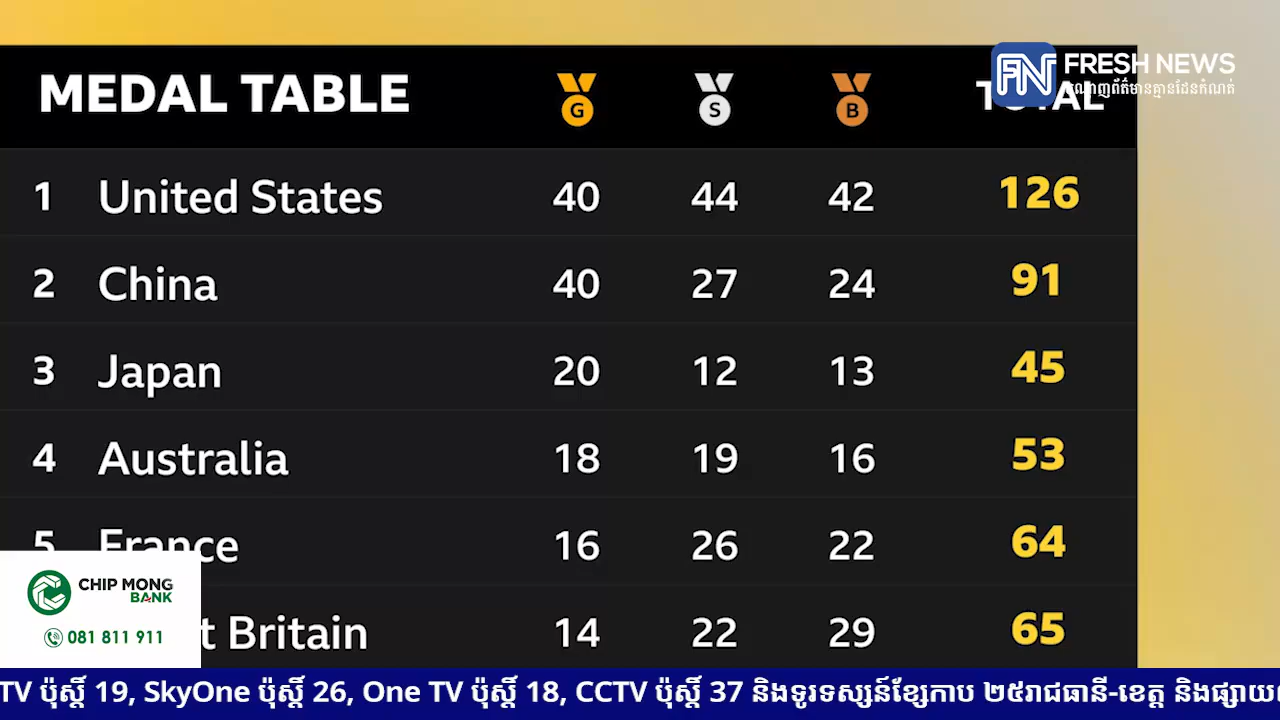 MEDAL TABLE G S B
FRESH NEWS
1 United States 40 44 42 126
2 China 40 27 24 91
3 Japan 20 12 13 45
4 Australia 18 19 16 53
5 France 16 26 22 64
Britain 14 22 29 65
CHIP MONG
BANK
081 811 911
TV ប៉ុស្តិ៍ 19, SkyOne ប៉ុស្តិ៍ 26, One TV ប៉ុស្តិ៍ 18, CCTV ប៉ុស្តិ៍ 37 និងទូរទស្សន៍ខ្សែកាប ២៥រាជធានី-ខេត្ត និងផ្សាយ